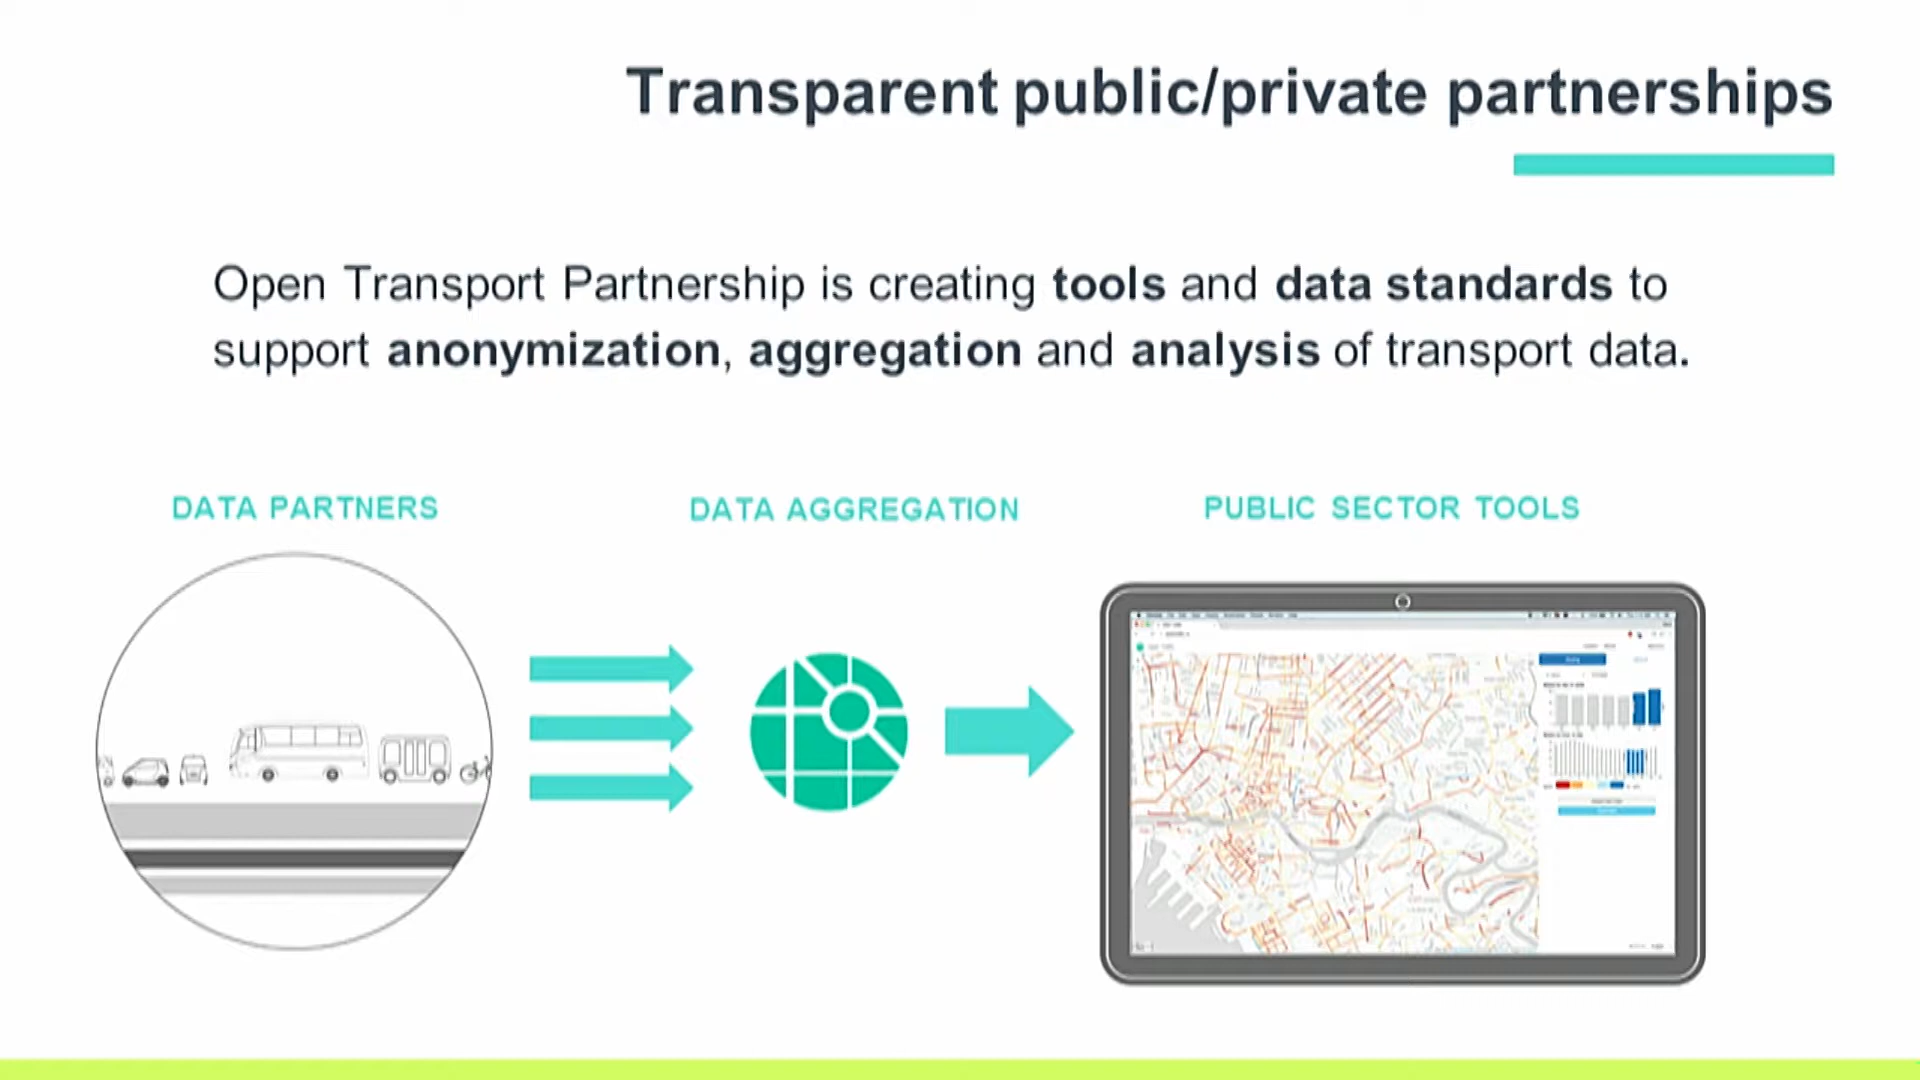 Transparent public/private partnerships
Open Transport Partnership is creating tools and data standards to
support anonymization, aggregation and analysis of transport data.
DATA PARTNERS
DATA AGGREGATION
PUBLIC SECTOR TOOLS